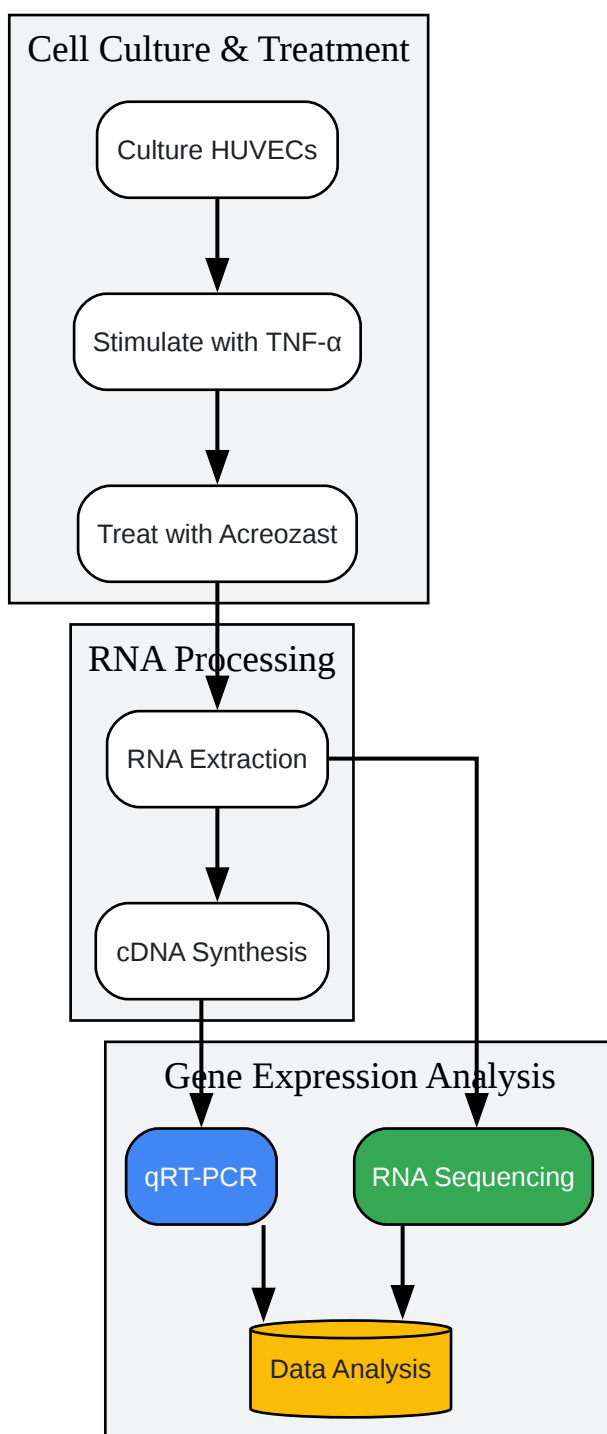 Cell Culture & Treatment
Culture HUVECs
Stimulate with TNF-α
Treat with Acreozast
RNA Processing
RNA Extraction
cDNA Synthesis
Gene Expression Analysis
qRT-PCR
RNA Sequencing
Data Analysis